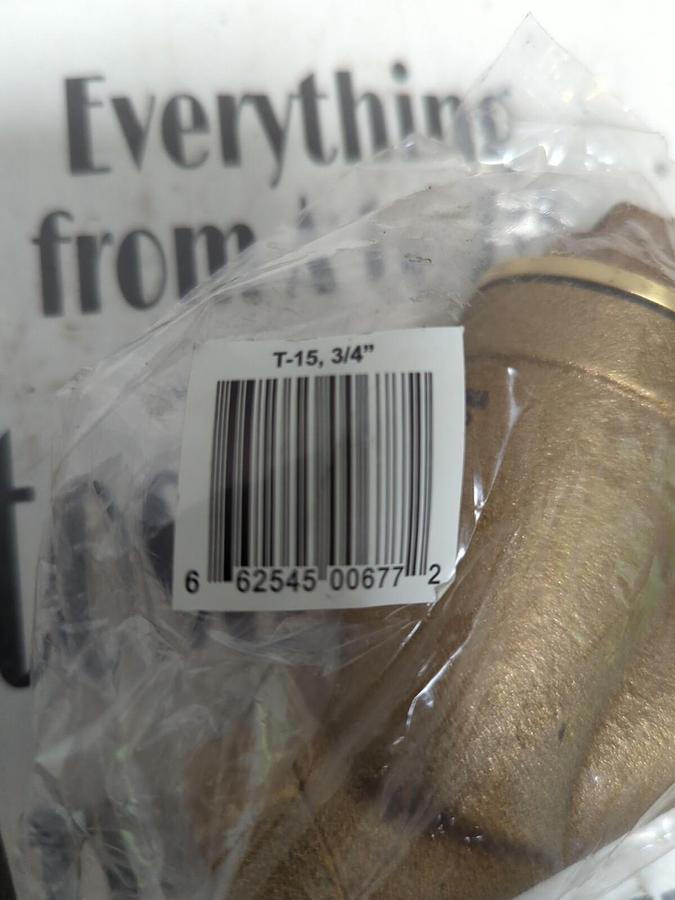 Everything
from A
T-15, 3/4”
6 62545 00677 2
t